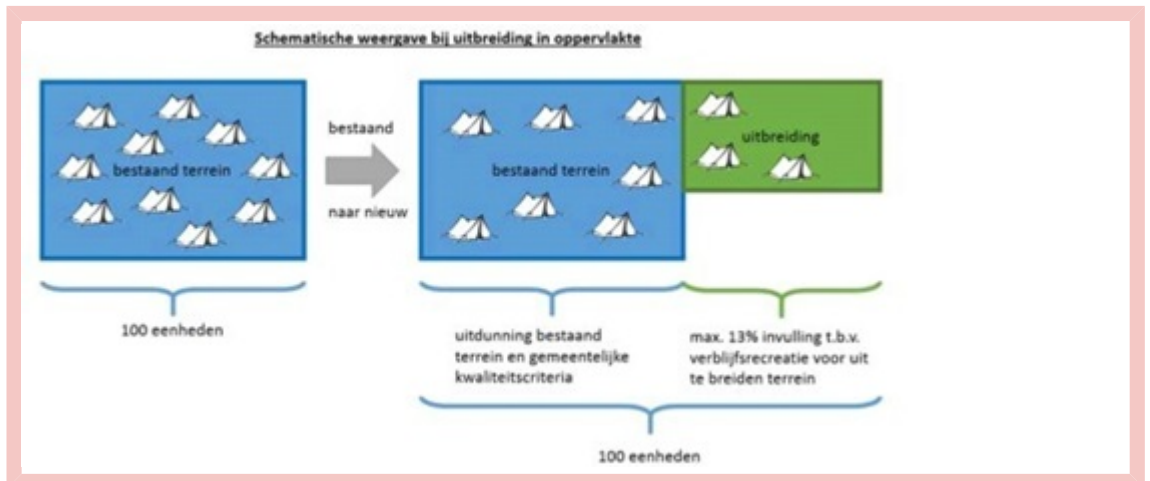 Schematische weergave bij uitbreiding in oppervlakte
bestaand terrein
bestaand
naar nieuw
bestaand terrein
uitbreiding
100 eenheden
uitdunning bestaand
terrein en gemeentelijke
kwaliteitscriteria
max. 13% invulling t.b.v.
verblijfsrecreatie voor uit
te breiden terrein
100 eenheden